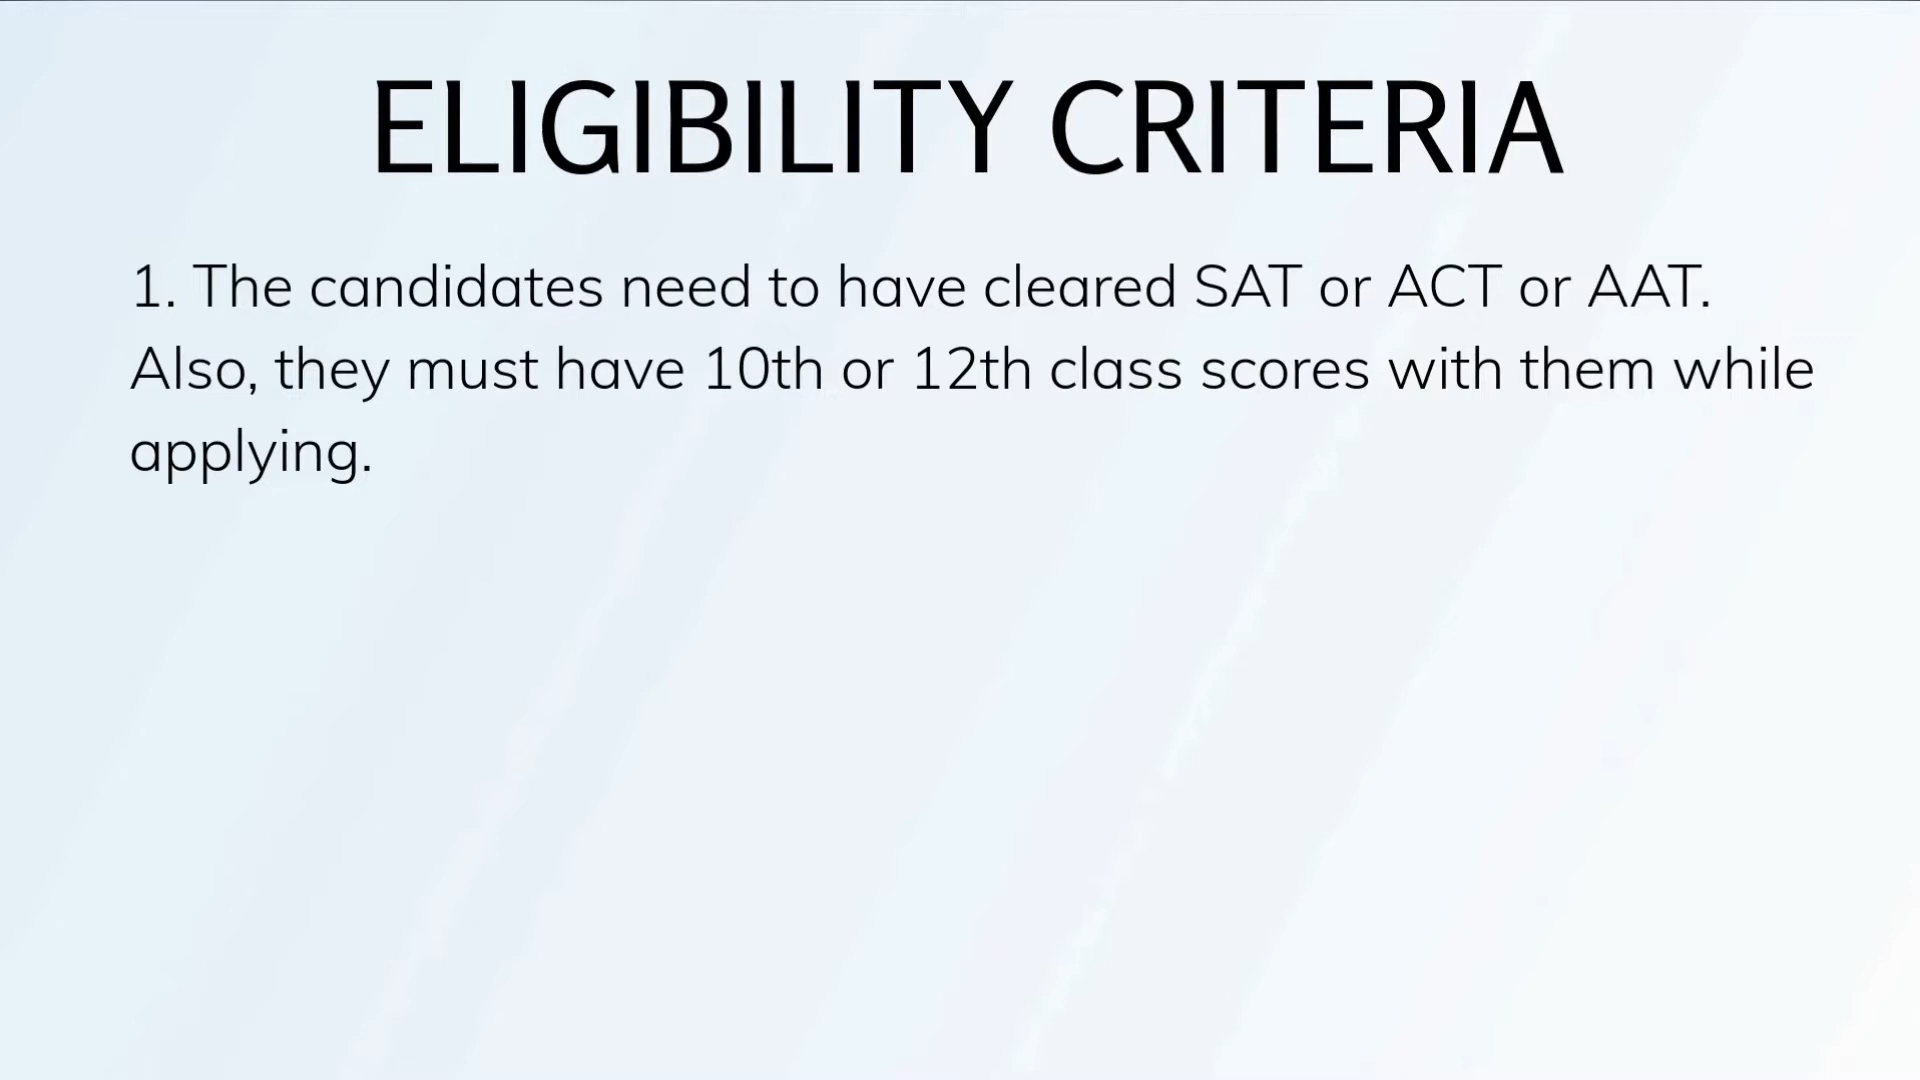 ELIGIBILITY CRITERIA
1. The candidates need to have cleared SAT or ACT or AAT.
Also, they must have 10th or 12th class scores with them while
applying.